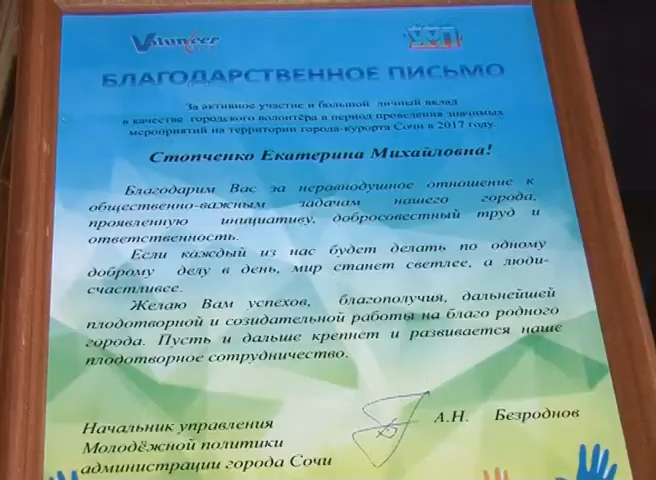 Volunteer
БЛАГОДАРСТВЕННОЕ ПИСЬМО
За активное участие и большой личный вклад
в качестве городского волонтёра в период проведения значимых
мероприятий на территории города-курорта Сочи в 2017 году.
Стопченко Екатерина Михайловна!
Благодарим Вас за неравнодушное отношение к
общественно-важным задачам нашего города,
проявленную инициативу, добросовестный труд и
ответственность.
Если каждый из нас будет делать по одному
доброму делу в день, мир станет светлее, а люди-
счастливее.
Желаю Вам успехов, благополучия, дальнейшей
плодотворной и созидательной работы на благо родного
города. Пусть и дальше крепнет и развивается наше
плодотворное сотрудничество.
Начальник управления
Молодёжной политики
администрации города Сочи
А.Н. Безроднов